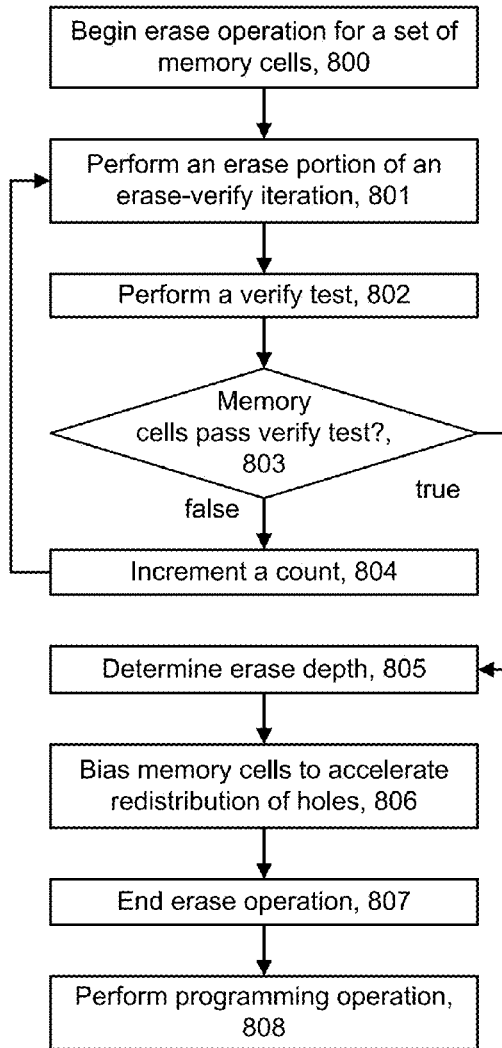 Begin erase operation for a set of
memory cells, 800
Perform an erase portion of an
erase-verify iteration, 801
Perform a verify test, 802
Memory
cells pass verify test?,
803
true
false
Increment a count, 804
Determine erase depth, 805
Bias memory cells to accelerate
redistribution of holes, 806
End erase operation, 807
Perform programming operation,
808